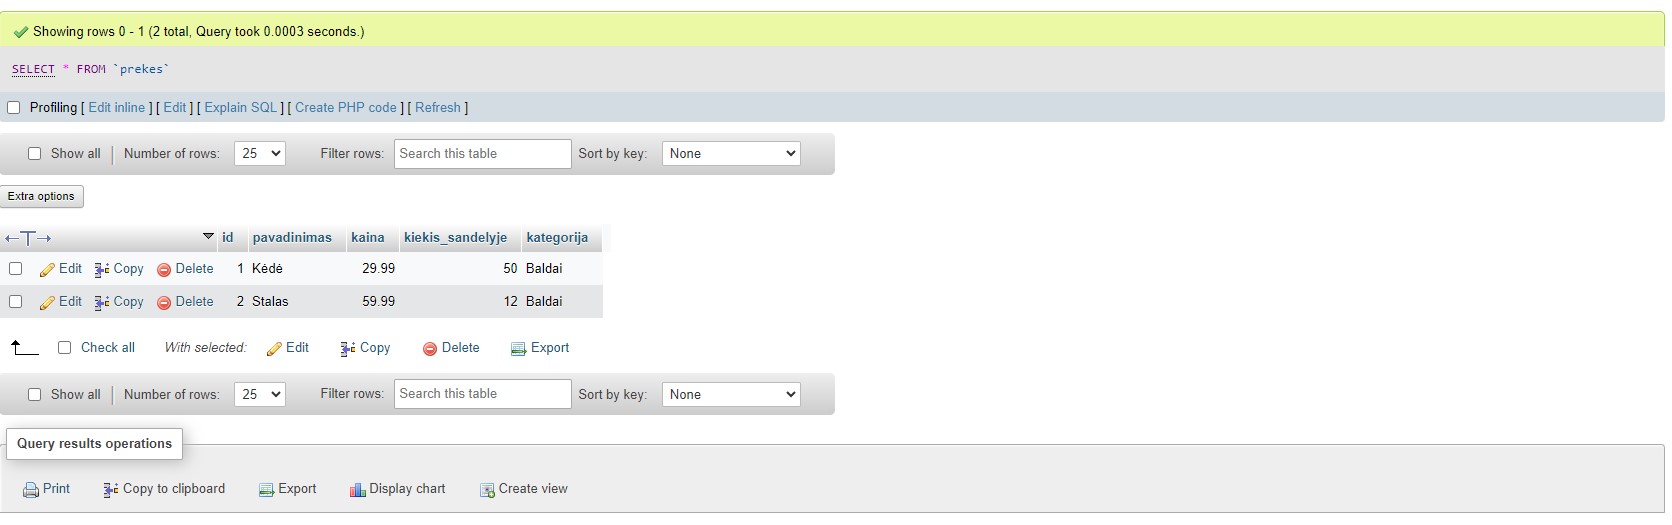 Showing rows 0 - 1 (2 total, Query took 0.0003 seconds.)
SELECT * FROM `prekes`
Profiling [ Edit inline ] [ Edit ] [ Explain SQL ] [ Create PHP code ] [ Refresh ]
Show all Number of rows: 25 Filter rows: Search this table Sort by key: None
Extra options
←T→ id pavadinimas kaina kiekis_sandelyje kategorija
Edit Copy Delete 1 Kėdė 29.99 50 Baldai
Edit Copy Delete 2 Stalas 59.99 12 Baldai
Check all With selected: Edit Copy Delete Export
Show all Number of rows: 25 Filter rows: Search this table Sort by key: None
Query results operations
Print Copy to clipboard Export Display chart Create view